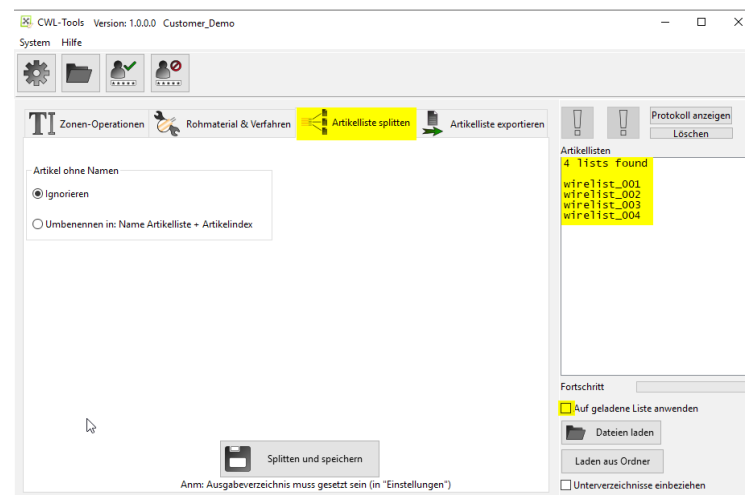 CWL-Tools Version: 1.0.0.0 Customer_Demo
System Hilfe
Zonen-Operationen
Rohmaterial & Verfahren
Artikelliste splitten
Artikelliste exportieren
Artikel ohne Namen
Ignorieren
Umbenennen in: Name Artikelliste + Artikelindex
Splitten und speichern
Anm: Ausgabeverzeichnis muss gesetzt sein (in "Einstellungen")
Protokoll anzeigen
Löschen
Artikellisten
4 lists found
wirelist_001
wirelist_002
wirelist_003
wirelist_004
Fortschritt
Auf geladene Liste anwenden
Dateien laden
Laden aus Ordner
Unterverzeichnisse einbeziehen